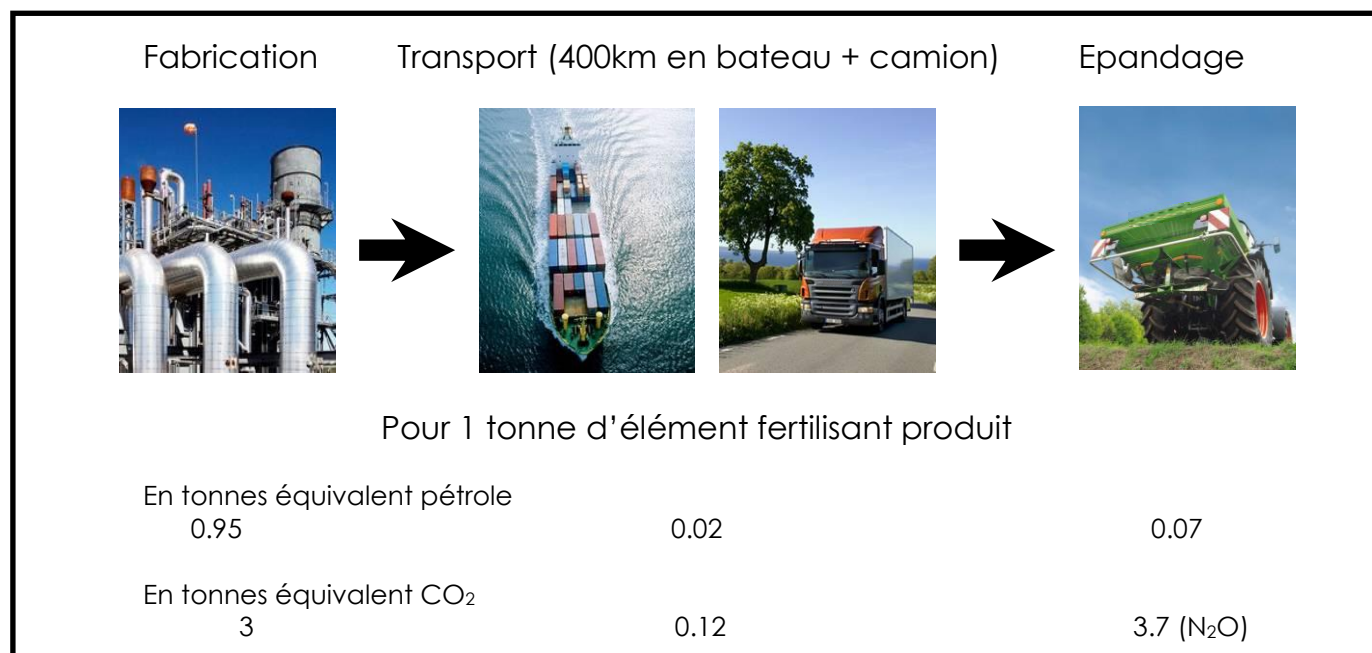 Fabrication Transport (400km en bateau + camion) Epandage
Pour 1 tonne d'élément fertilisant produit
En tonnes équivalent pétrole
0.95 0.02 0.07
En tonnes équivalent CO₂
3 0.12 3.7 (N₂O)